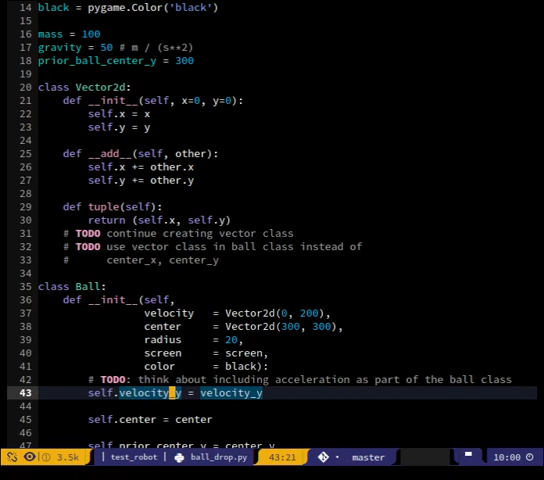 14 black = pygame.Color('black')
15
16 mass = 100
17 gravity = 50 # m / (s**2)
18 prior_ball_center_y = 300
19
20 class Vector2d:
21     def __init__(self, x=0, y=0):
22         self.x = x
23         self.y = y
24
25     def __add__(self, other):
26         self.x += other.x
27         self.y += other.y
28
29     def tuple(self):
30         return (self.x, self.y)
31     # TODO continue creating vector class
32     # TODO use vector class in ball class instead of
33     #      center_x, center_y
34
35 class Ball:
36     def __init__(self,
37                  velocity   = Vector2d(0, 200),
38                  center     = Vector2d(300, 300),
39                  radius     = 20,
40                  screen     = screen,
41                  color      = black):
42         # TODO: think about including acceleration as part of the ball class
43         self.velocity_y = velocity_y
44
45         self.center = center
46
47         self.prior_center_y = center_y
3.5k | test_robot ball_drop.py 43:21 master 10:00